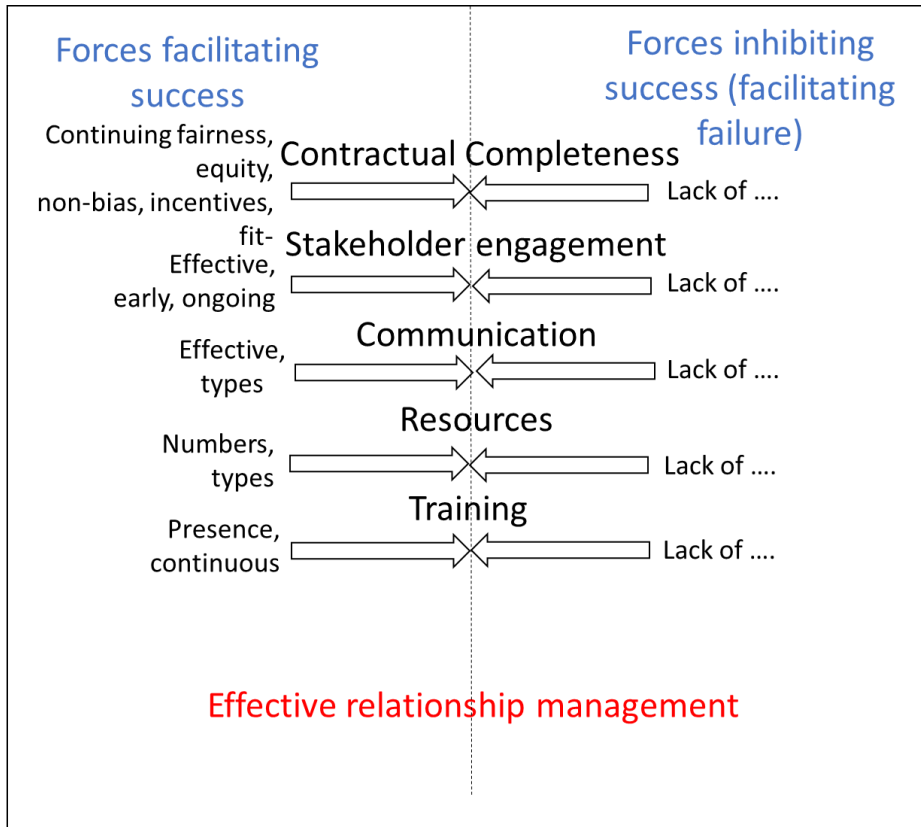 Forces facilitating
success
Forces inhibiting
success (facilitating
failure)
Continuing fairness,
equity,
non-bias, incentives,
fit-
Contractual Completeness
Lack of ....
Stakeholder engagement
Effective,
early, ongoing
Lack of ....
Communication
Effective,
types
Lack of ....
Resources
Numbers,
types
Lack of ....
Training
Presence,
continuous
Lack of ....
Effective relationship management